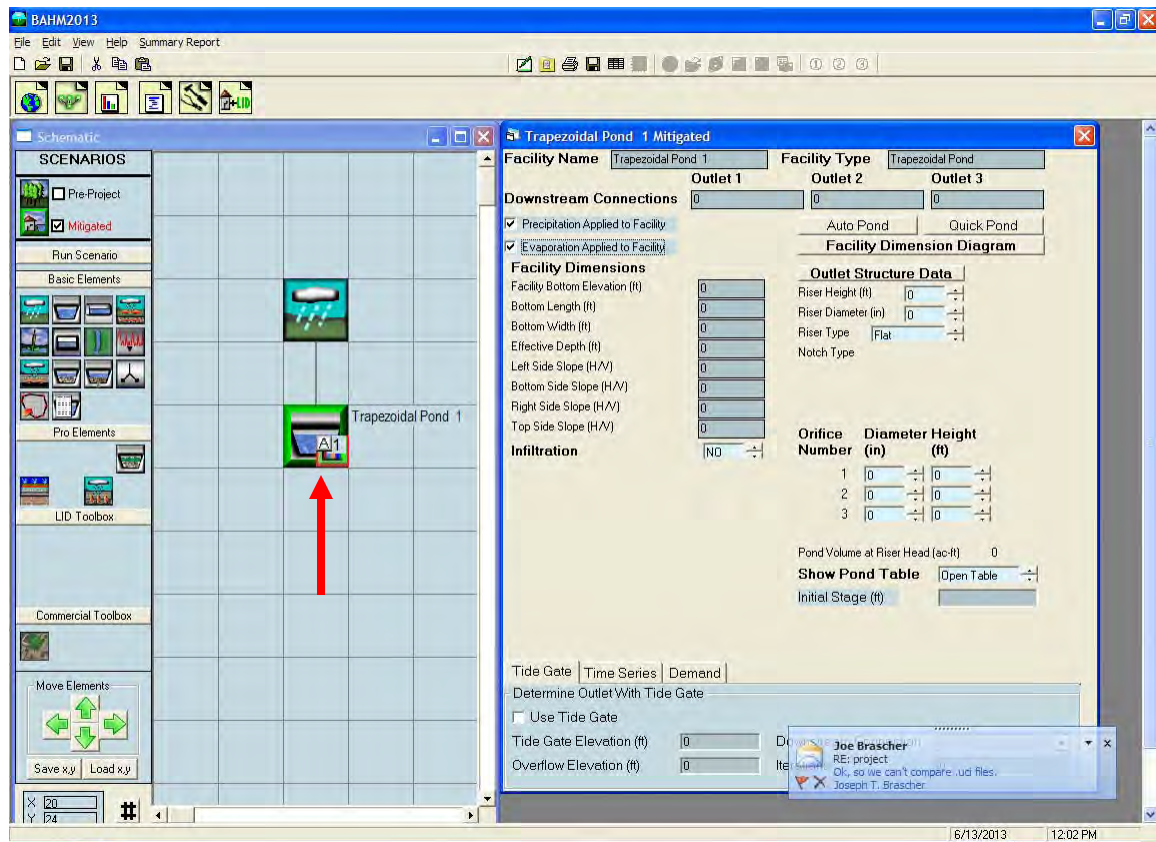 BAHM2013
File Edit View Help Summary Report
① ② ③
+LID
Schematic
SCENARIOS
Pre-Project
Mitigated
Run Scenario
Basic Elements
Pro Elements
LID Toolbox
Commercial Toolbox
Move Elements
Save x,y Load x,y
X 20
Y 24
#
Trapezoidal Pond 1
A 1
Trapezoidal Pond 1 Mitigated
Facility Name Trapezoidal Pond 1 Facility Type Trapezoidal Pond
Outlet 1 Outlet 2 Outlet 3
Downstream Connections 0 0 0
Precipitation Applied to Facility Auto Pond Quick Pond
Evaporation Applied to Facility Facility Dimension Diagram
Facility Dimensions Outlet Structure Data
Facility Bottom Elevation (ft) 0 Riser Height (ft) 0
Bottom Length (ft) 0 Riser Diameter (in) 0
Bottom Width (ft) 0 Riser Type Flat
Effective Depth (ft) 0 Notch Type
Left Side Slope (H/V) 0
Bottom Side Slope (H/V) 0
Right Side Slope (H/V) 0
Top Side Slope (H/V) 0
Infiltration NO
Orifice Diameter Height
Number (in) (ft)
1 0 0
2 0 0
3 0 0
Pond Volume at Riser Head (ac-ft) 0
Show Pond Table Open Table
Initial Stage (ft)
Tide Gate Time Series Demand
Determine Outlet With Tide Gate
Use Tide Gate
Tide Gate Elevation (ft) 0
Overflow Elevation (ft) 0
Joe Brascher
RE: project
Ok, so we can't compare .uci files.
Joseph T. Brascher
6/13/2013 12:02 PM